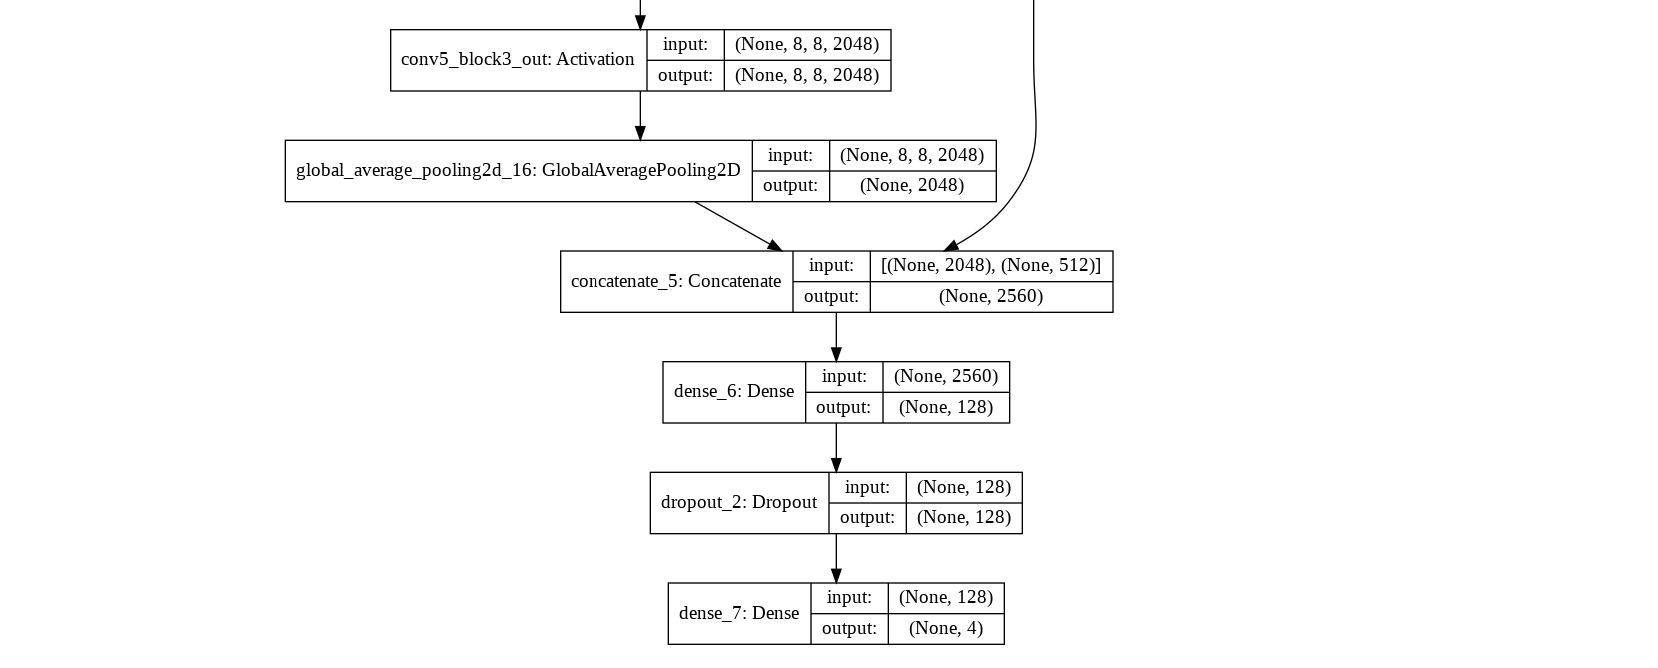 conv5_block3_out: Activation
input: (None, 8, 8, 2048)
output: (None, 8, 8, 2048)
global_average_pooling2d_16: GlobalAveragePooling2D
input: (None, 8, 8, 2048)
output: (None, 2048)
concatenate_5: Concatenate
input: [(None, 2048), (None, 512)]
output: (None, 2560)
dense_6: Dense
input: (None, 2560)
output: (None, 128)
dropout_2: Dropout
input: (None, 128)
output: (None, 128)
dense_7: Dense
input: (None, 128)
output: (None, 4)